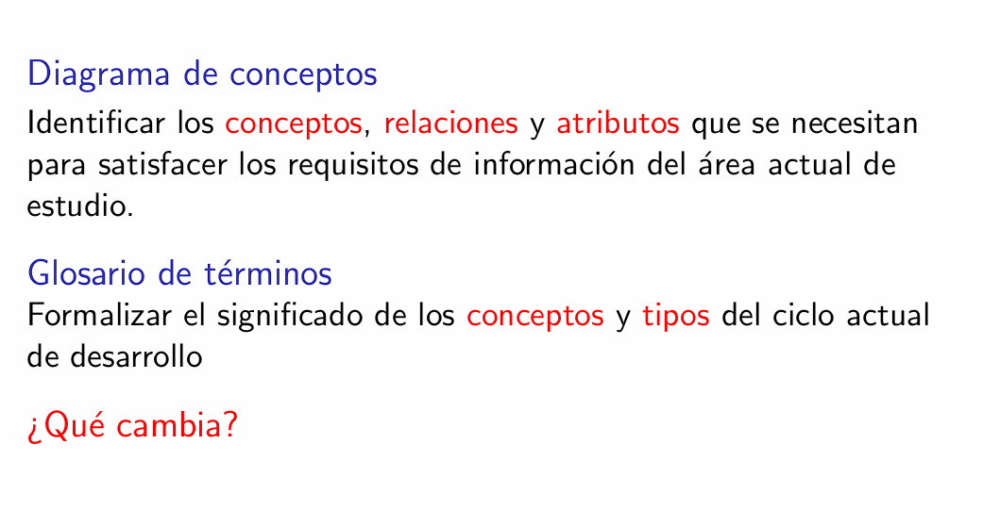 Diagrama de conceptos
Identificar los conceptos, relaciones y atributos que se necesitan
para satisfacer los requisitos de información del área actual de
estudio.
Glosario de términos
Formalizar el significado de los conceptos y tipos del ciclo actual
de desarrollo
¿Qué cambia?